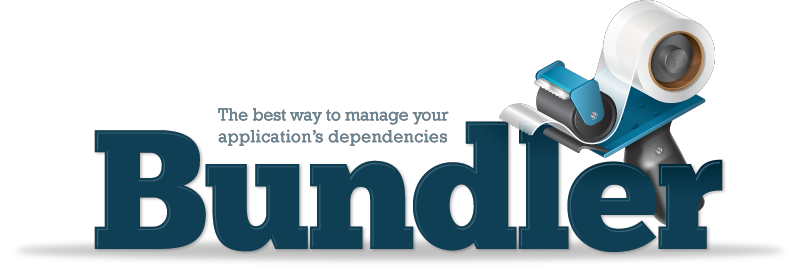 The best way to manage your
application's dependencies
Bundler